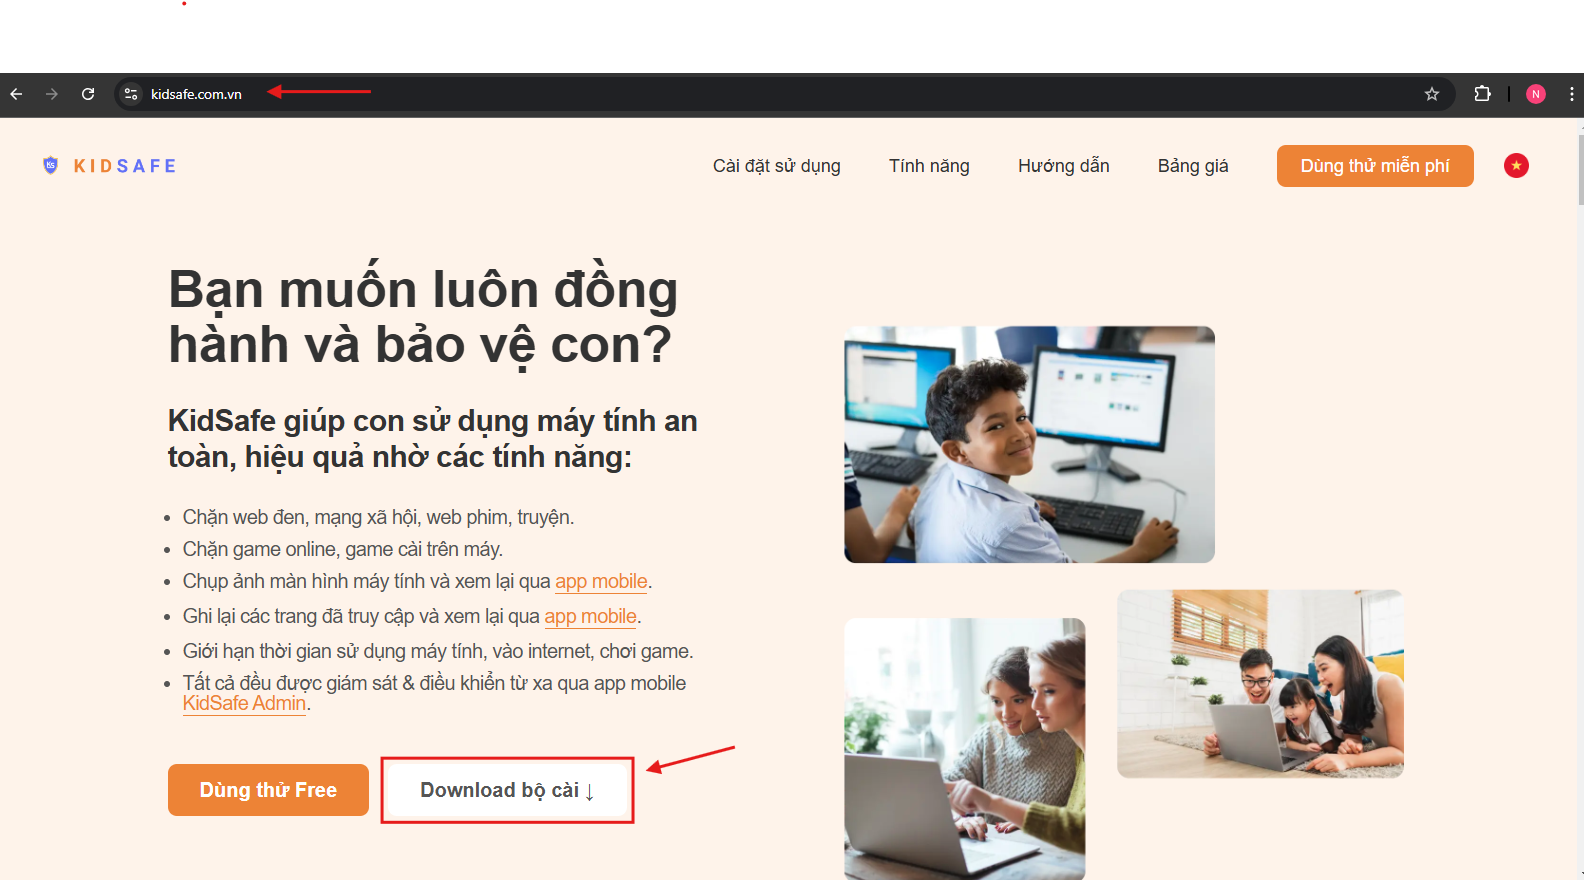 kidsafe.com.vn
N
KS
KIDSAFE
Cài đặt sử dụng
Tính năng
Hướng dẫn
Bảng giá
Dùng thử miễn phí
Bạn muốn luôn đồng
hành và bảo vệ con?
KidSafe giúp con sử dụng máy tính an
toàn, hiệu quả nhờ các tính năng:
Chặn web đen, mạng xã hội, web phim, truyện.
Chặn game online, game cài trên máy.
Chụp ảnh màn hình máy tính và xem lại qua app mobile.
Ghi lại các trang đã truy cập và xem lại qua app mobile.
Giới hạn thời gian sử dụng máy tính, vào internet, chơi game.
Tất cả đều được giám sát & điều khiển từ xa qua app mobile
KidSafe Admin.
Dùng thử Free
Download bộ cài ↓